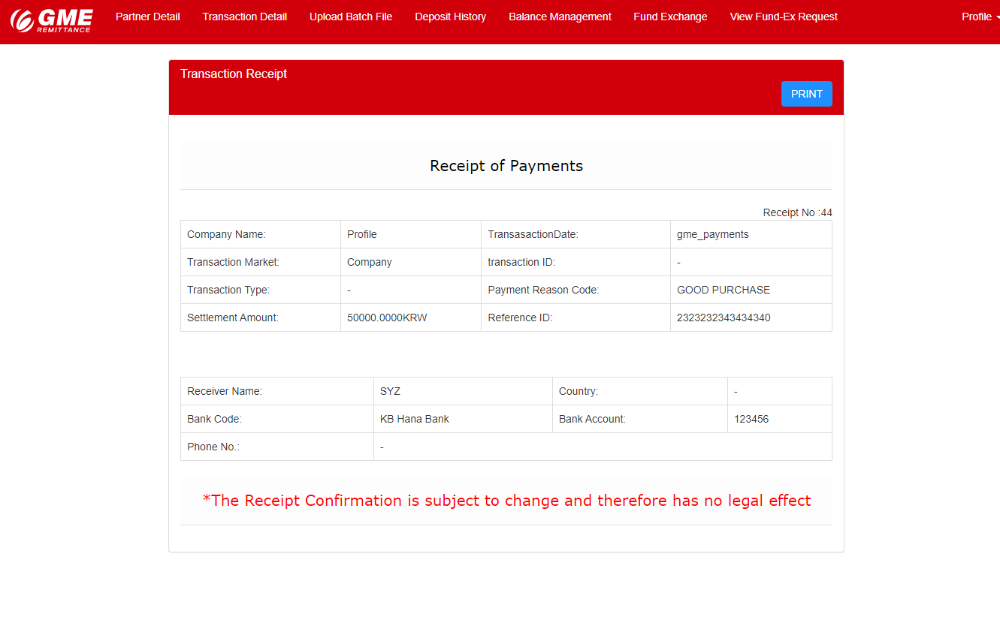 GME
REMITTANCE
Partner Detail Transaction Detail Upload Batch File Deposit History Balance Management Fund Exchange View Fund-Ex Request Profile
Transaction Receipt
PRINT
Receipt of Payments
Receipt No :44
Company Name: Profile TransasactionDate: gme_payments
Transaction Market: Company transaction ID: -
Transaction Type: - Payment Reason Code: GOOD PURCHASE
Settlement Amount: 50000.0000KRW Reference ID: 2323232343434340
Receiver Name: SYZ Country: -
Bank Code: KB Hana Bank Bank Account: 123456
Phone No.: -
*The Receipt Confirmation is subject to change and therefore has no legal effect